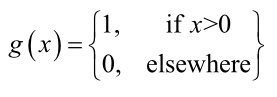 g(x) = { 1, if x>0
0, elsewhere }